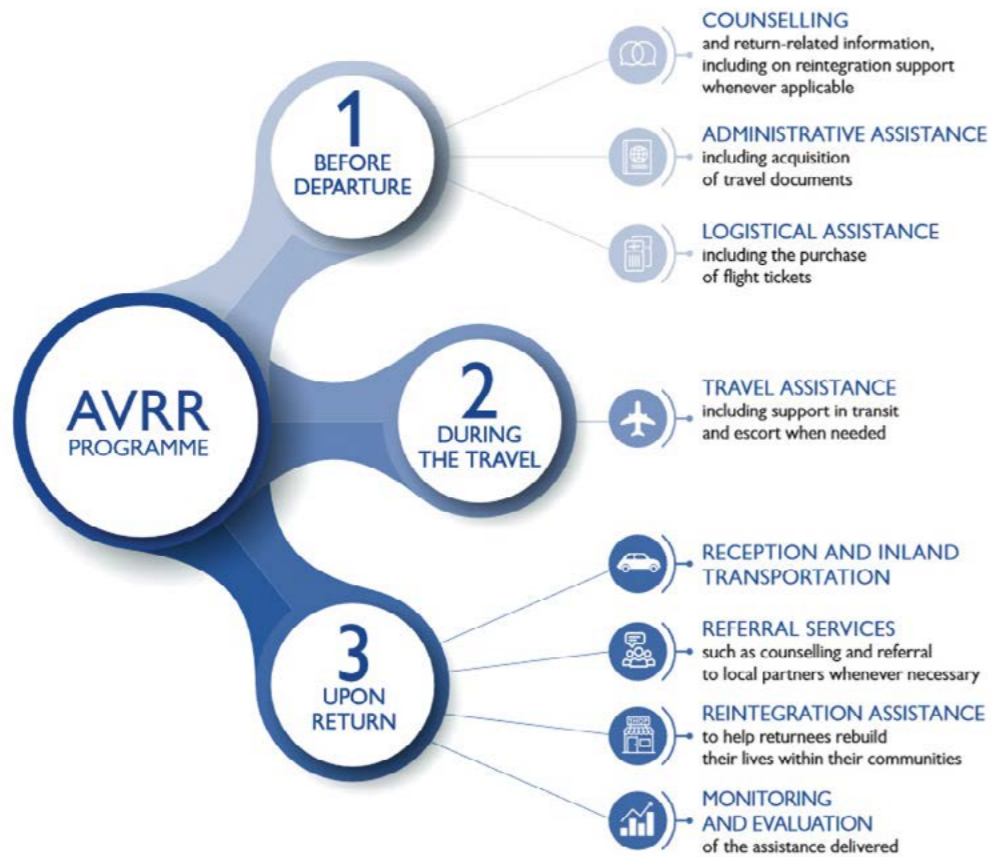 AVRR
PROGRAMME
1
BEFORE
DEPARTURE
COUNSELLING
and return-related information,
including on reintegration support
whenever applicable
ADMINISTRATIVE ASSISTANCE
including acquisition
of travel documents
LOGISTICAL ASSISTANCE
including the purchase
of flight tickets
2
DURING
THE TRAVEL
TRAVEL ASSISTANCE
including support in transit
and escort when needed
3
UPON
RETURN
RECEPTION AND INLAND
TRANSPORTATION
REFERRAL SERVICES
such as counselling and referral
to local partners whenever necessary
REINTEGRATION ASSISTANCE
to help returnees rebuild
their lives within their communities
MONITORING
AND EVALUATION
of the assistance delivered